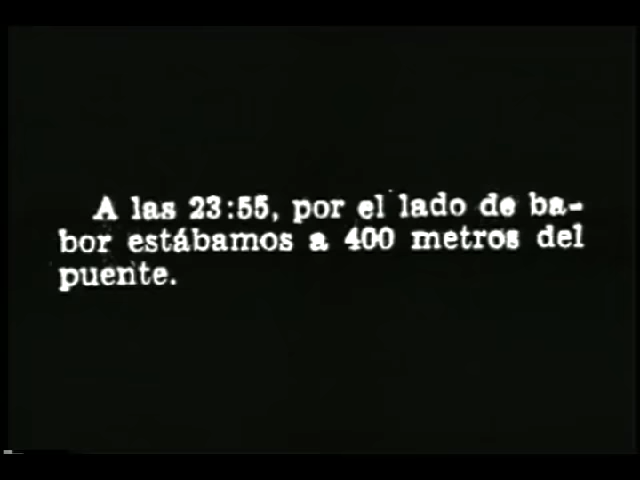 A las 23:55, por el lado de ba-
bor estábamos a 400 metros del
puente.